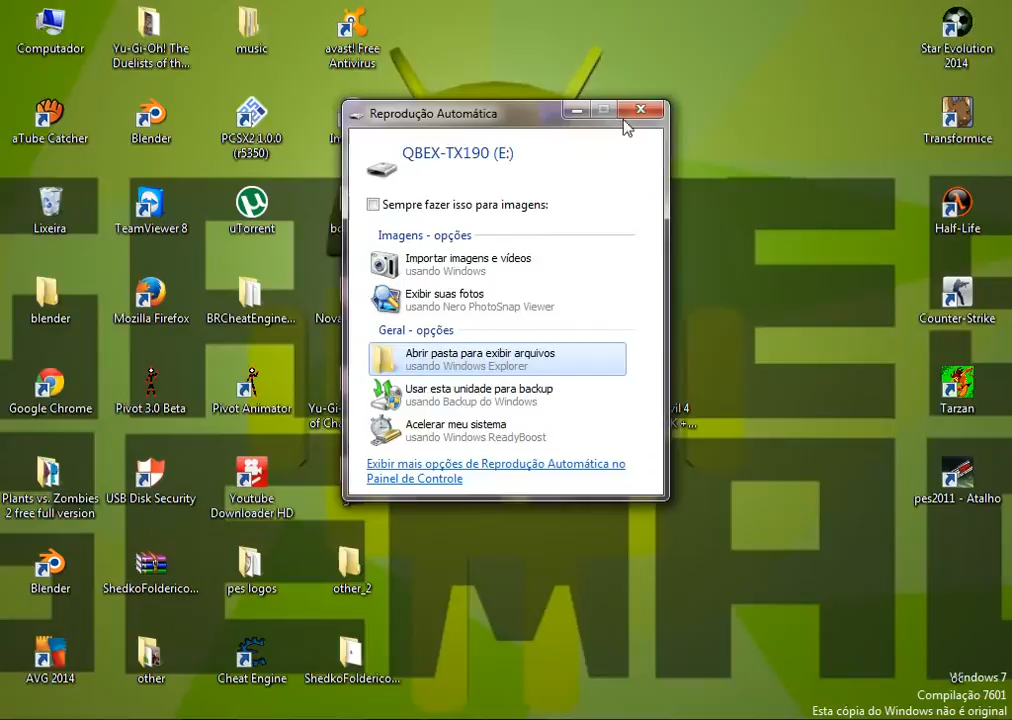 Computador
Yu-Gi-Oh! The
Duelists of th...
music
avast! Free
Antivirus
Star Evolution
2014
aTube Catcher
Blender
PCSX2 1.0.0
(r5350)
Transformice
Lixeira
TeamViewer 8
uTorrent
Half-Life
blender
Mozilla Firefox
BRCheatEngine...
Counter-Strike
Google Chrome
Pivot 3.0 Beta
Pivot Animator
Tarzan
Plants vs. Zombies
2 free full version
USB Disk Security
Youtube
Downloader HD
pes2011 - Atalho
Blender
ShedkoFolderico...
pes logos
other_2
AVG 2014
other
Cheat Engine
ShedkoFolderico...
Reprodução Automática
QBEX-TX190 (E:)
Sempre fazer isso para imagens:
Imagens - opções
Importar imagens e vídeos
usando Windows
Exibir suas fotos
usando Nero PhotoSnap Viewer
Geral - opções
Abrir pasta para exibir arquivos
usando Windows Explorer
Usar esta unidade para backup
usando Backup do Windows
Acelerar meu sistema
usando Windows ReadyBoost
Exibir mais opções de Reprodução Automática no
Painel de Controle
Windows 7
Compilação 7601
Esta cópia do Windows não é original